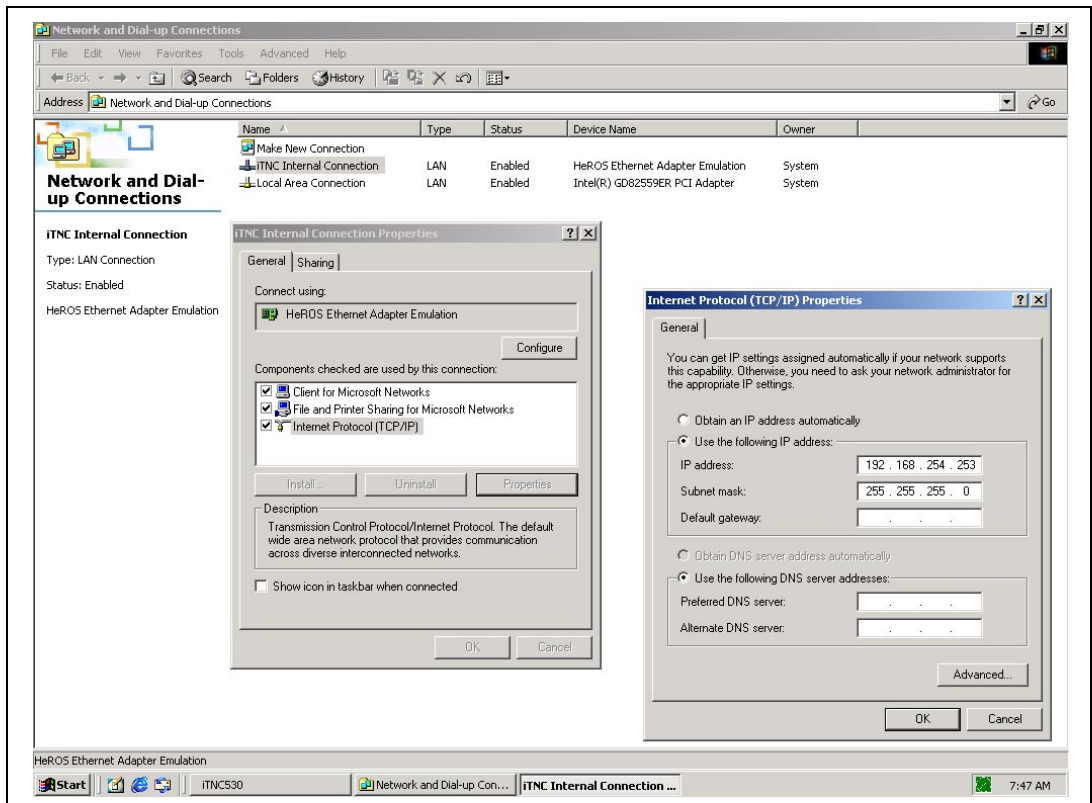 Network and Dial-up Connections
File Edit View Favorites Tools Advanced Help
Back Search Folders History
Address Network and Dial-up Connections Go
Name Type Status Device Name Owner
Make New Connection
iTNC Internal Connection LAN Enabled HeROS Ethernet Adapter Emulation System
Local Area Connection LAN Enabled Intel(R) GD82559ER PCI Adapter System
Network and Dial-
up Connections
iTNC Internal Connection
Type: LAN Connection
Status: Enabled
HeROS Ethernet Adapter Emulation
iTNC Internal Connection Properties
General Sharing
Connect using:
HeROS Ethernet Adapter Emulation
Configure
Components checked are used by this connection:
Client for Microsoft Networks
File and Printer Sharing for Microsoft Networks
Internet Protocol (TCP/IP)
Install... Uninstall Properties
Description
Transmission Control Protocol/Internet Protocol. The default
wide area network protocol that provides communication
across diverse interconnected networks.
Show icon in taskbar when connected
OK Cancel
Internet Protocol (TCP/IP) Properties
General
You can get IP settings assigned automatically if your network supports
this capability. Otherwise, you need to ask your network administrator for
the appropriate IP settings.
Obtain an IP address automatically
Use the following IP address:
IP address: 192 . 168 . 254 . 253
Subnet mask: 255 . 255 . 255 . 0
Default gateway: . . .
Obtain DNS server address automatically
Use the following DNS server addresses:
Preferred DNS server: . . .
Alternate DNS server: . . .
Advanced...
OK Cancel
HeROS Ethernet Adapter Emulation
Start iTNC530 Network and Dial-up Con... iTNC Internal Connection ... 7:47 AM